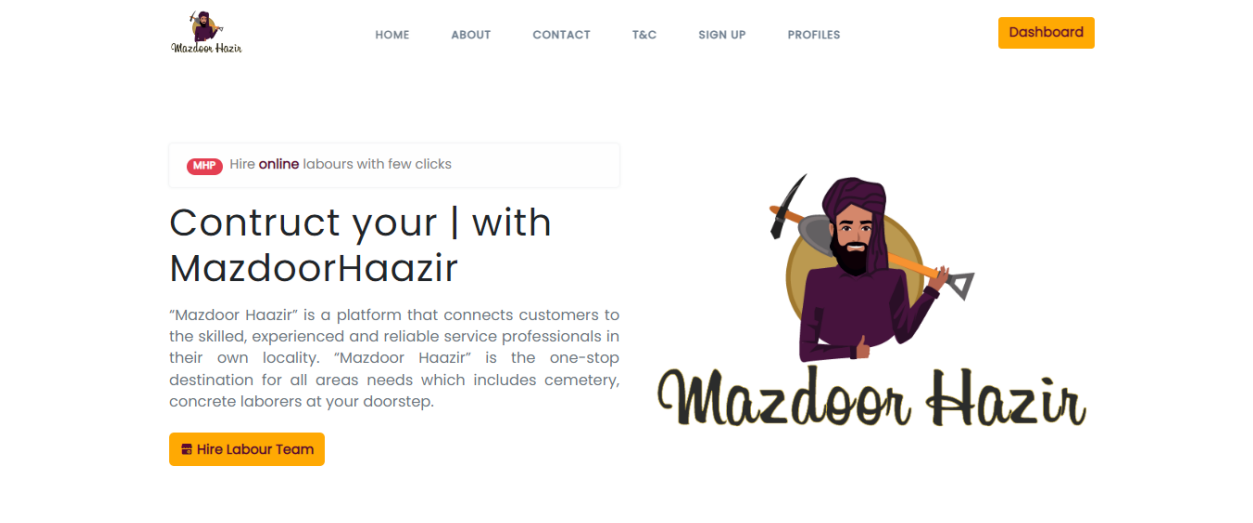 Mazdoor Hazir
HOME ABOUT CONTACT T&C SIGN UP PROFILES
Dashboard
MHP Hire online labours with few clicks
Contruct your | with
MazdoorHaazir
“Mazdoor Haazir” is a platform that connects customers to
the skilled, experienced and reliable service professionals in
their own locality. “Mazdoor Haazir” is the one-stop
destination for all areas needs which includes cemetery,
concrete laborers at your doorstep.
Hire Labour Team
Mazdoor Hazir